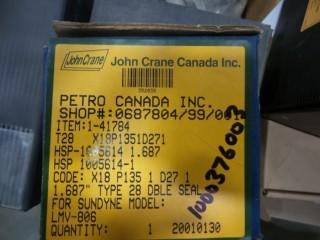 John Crane
John Crane Canada Inc.
PETRO CANADA INC.
SHOP#:0687804/99/001
ITEM:1-41784
T28 X18P1351D271
HSP-1005614 1.687
HSP 1005614-1
CODE: X18 P135 1 D27 1
1.687" TYPE 28 DBLE SEAL
FOR SUNDYNE MODEL:
LMV-806
QUANTITY: 1 20010130
1000376003